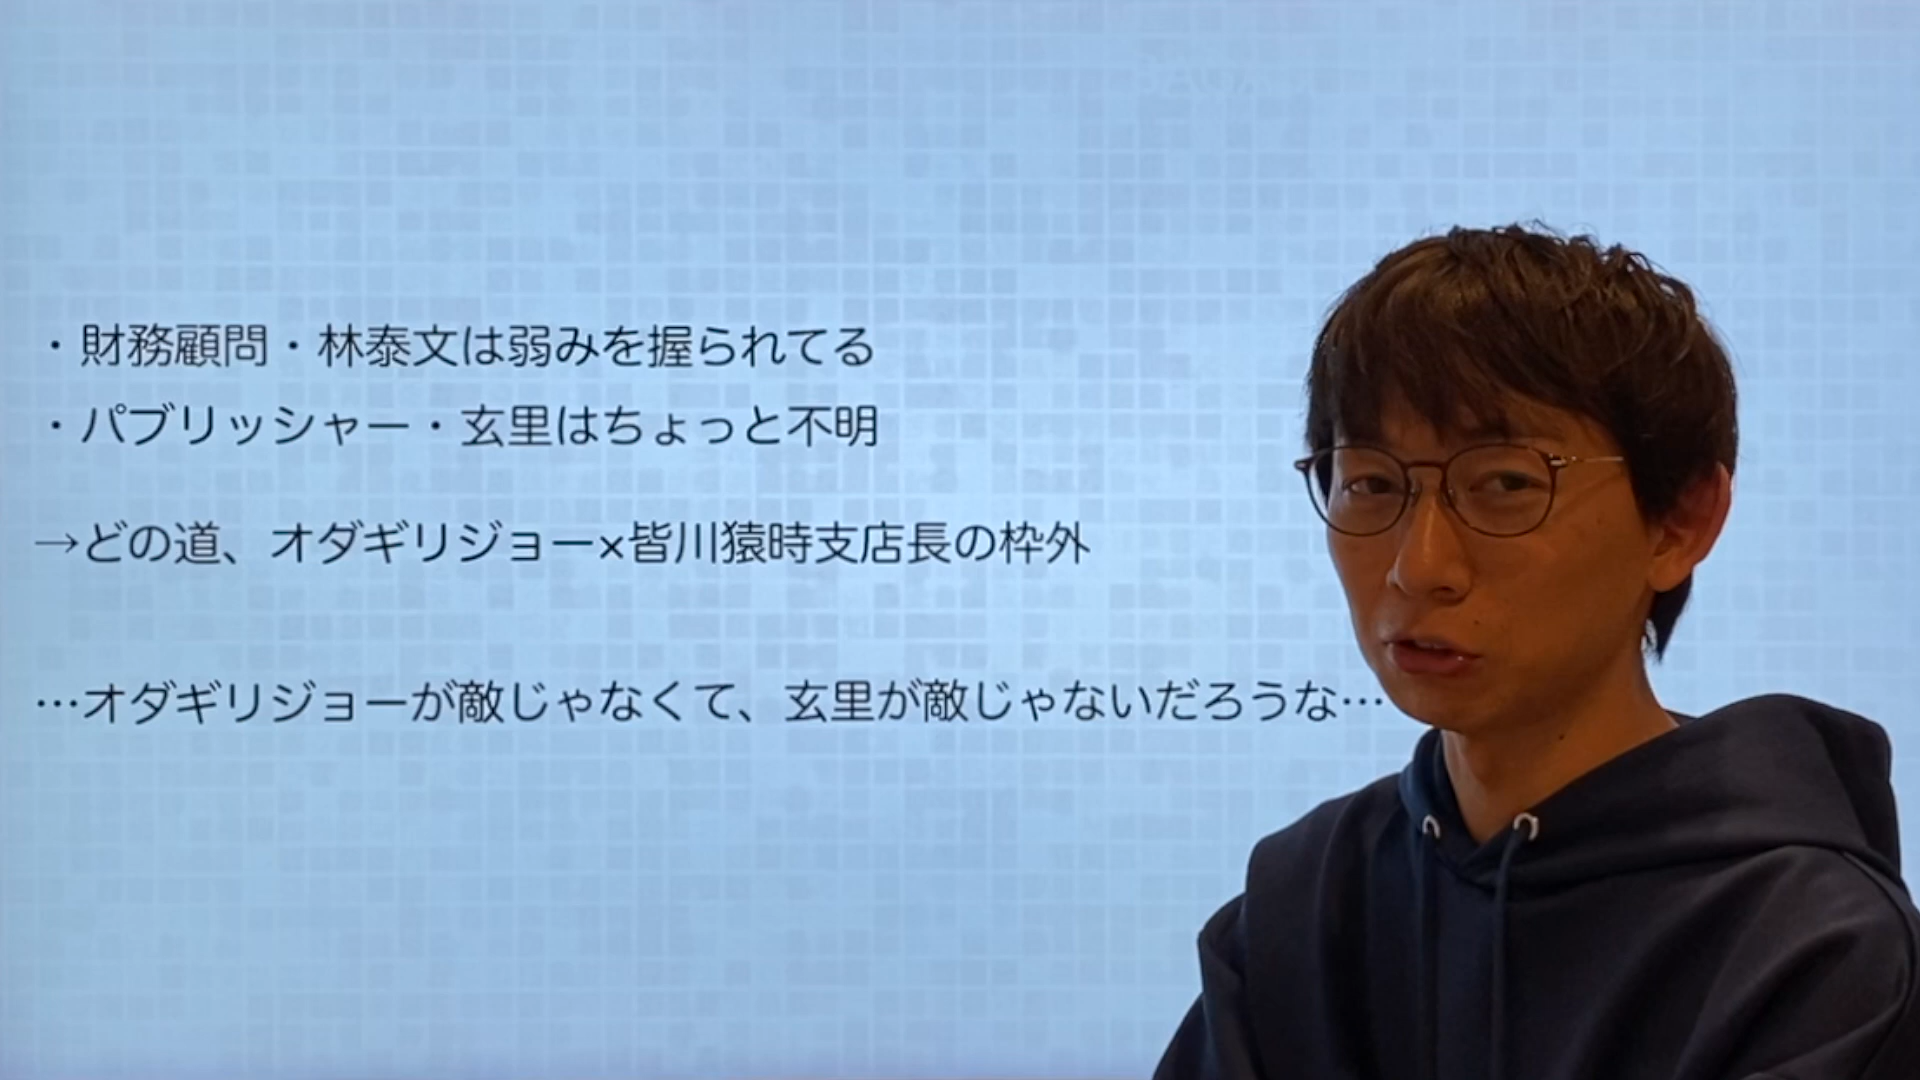 ・財務顧問・林泰文は弱みを握られてる
・パブリッシャー・玄里はちょっと不明
→どの道、オダギリジョー×皆川猿時支店長の枠外
…オダギリジョーが敵じゃなくて、玄里が敵じゃないだろうな…